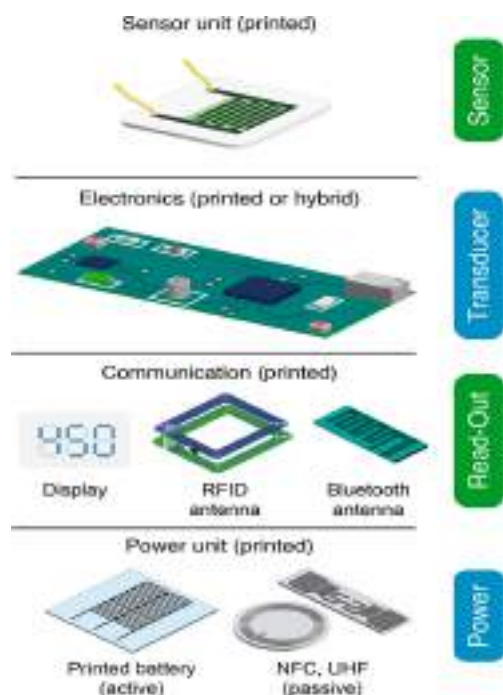 Sensor unit (printed)
Sensor
Electronics (printed or hybrid)
Transducer
Communication (printed)
450
Display
RFID
antenna
Bluetooth
antenna
Read-Out
Power unit (printed)
Printed battery
(active)
NFC, UHF
(passive)
Power